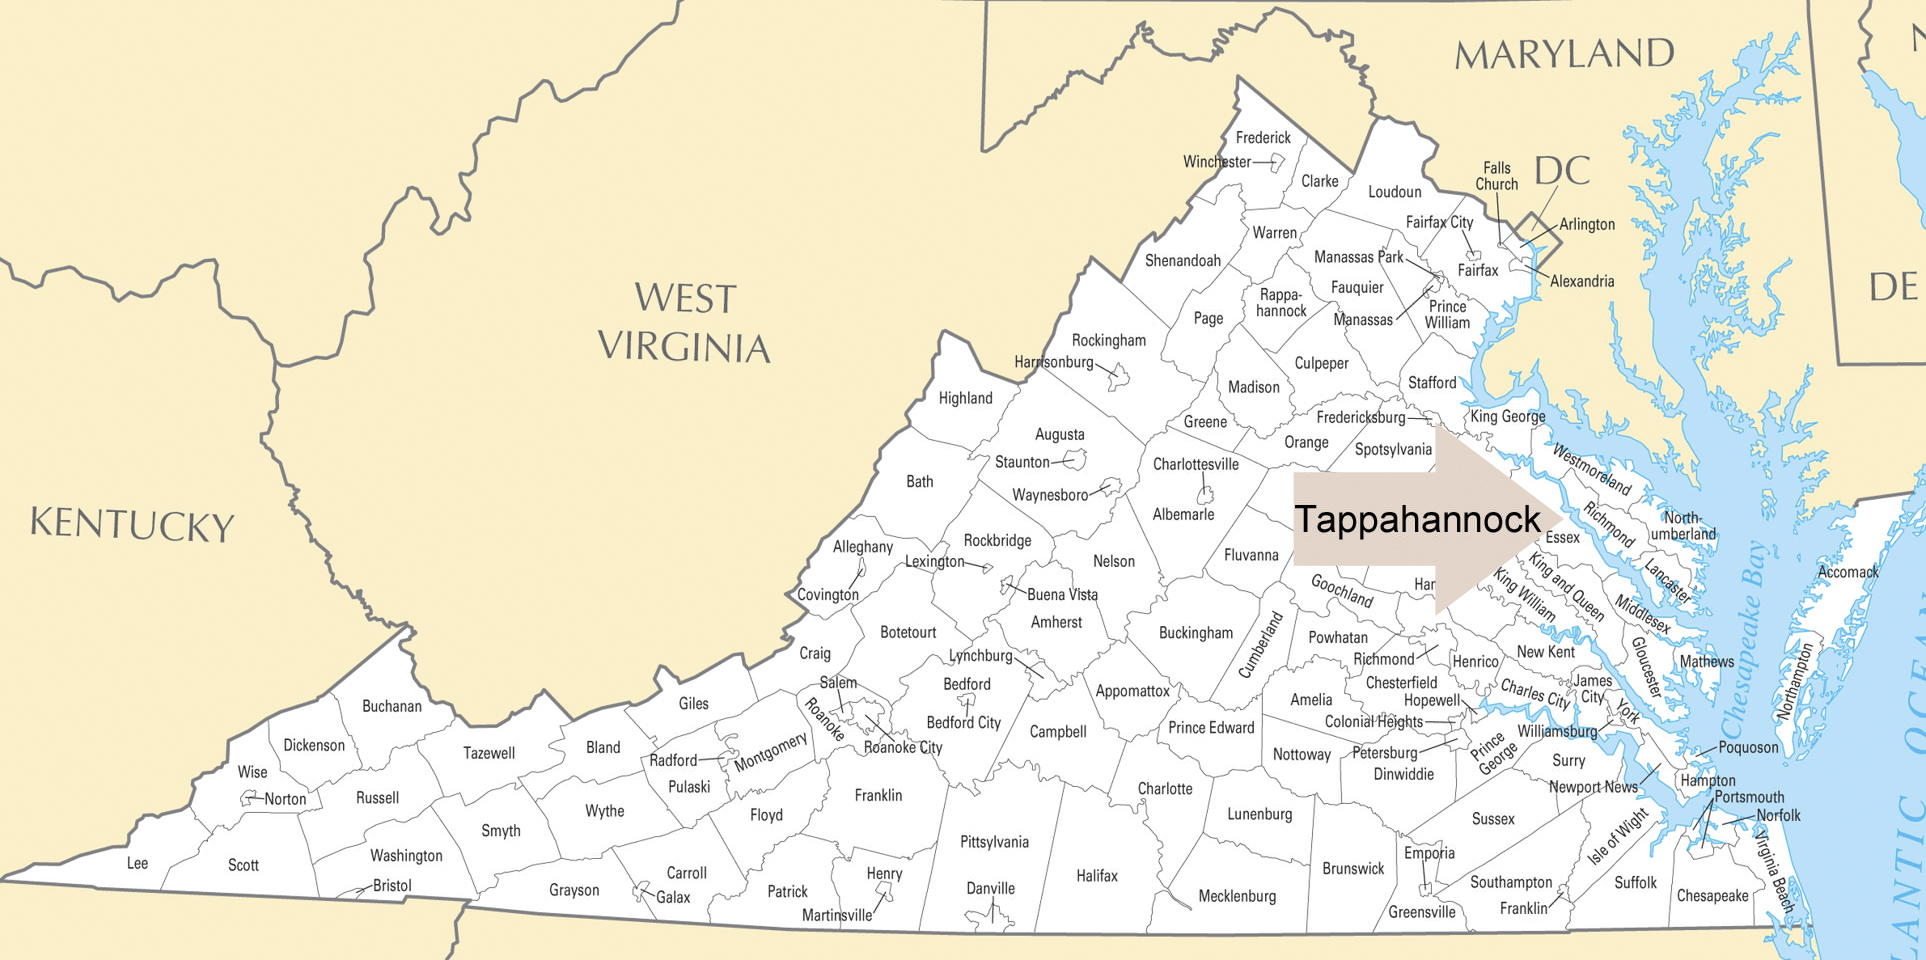 MARYLAND
N
Frederick
Winchester
Falls
Church
DC
Clarke
Loudoun
Arlington
Fairfax City
Warren
Shenandoah
Manassas Park
Fairfax
Alexandria
DE
WEST
VIRGINIA
Fauquier
Rappa-
hannock
Page
Manassas
Prince
William
Rockingham
Harrisonburg
Culpeper
Madison
Stafford
Highland
Greene
Fredericksburg
King George
Augusta
Orange
Spotsylvania
Staunton
Charlottesville
Westmoreland
Bath
Waynesboro
Albemarle
KENTUCKY
Tappahannock
Richmond
North-
umberland
Essex
Rockbridge
Alleghany
Lexington
Nelson
Fluvanna
King and Queen
Lancaster
Accomack
Covington
Buena Vista
Goochland
Han
King William
Middlesex
Chesapeake Bay
Amherst
Botetourt
Buckingham
Cumberland
Powhatan
Craig
Lynchburg
Richmond
Henrico
New Kent
Gloucester
Mathews
Northampton
Salem
Bedford
Appomattox
Chesterfield
James
City
Giles
Buchanan
Roanoke
Bedford City
Amelia
Hopewell
Charles City
York
Colonial Heights
Prince Edward
Campbell
Williamsburg
Dickenson
Tazewell
Bland
Montgomery
Roanoke City
Radford
Nottoway
Petersburg
Prince
George
Poquoson
Wise
Dinwiddie
Surry
Hampton
Norton
Russell
Pulaski
Franklin
Charlotte
Newport News
Portsmouth
Wythe
Floyd
Lunenburg
Sussex
Norfolk
Smyth
Isle of Wight
Pittsylvania
Washington
Emporia
Virginia Beach
Lee
Scott
Carroll
Henry
Halifax
Brunswick
Bristol
Grayson
Galax
Patrick
Danville
Mecklenburg
Southampton
Suffolk
Chesapeake
Martinsville
Greensville
Franklin
LANTIC OCEAN